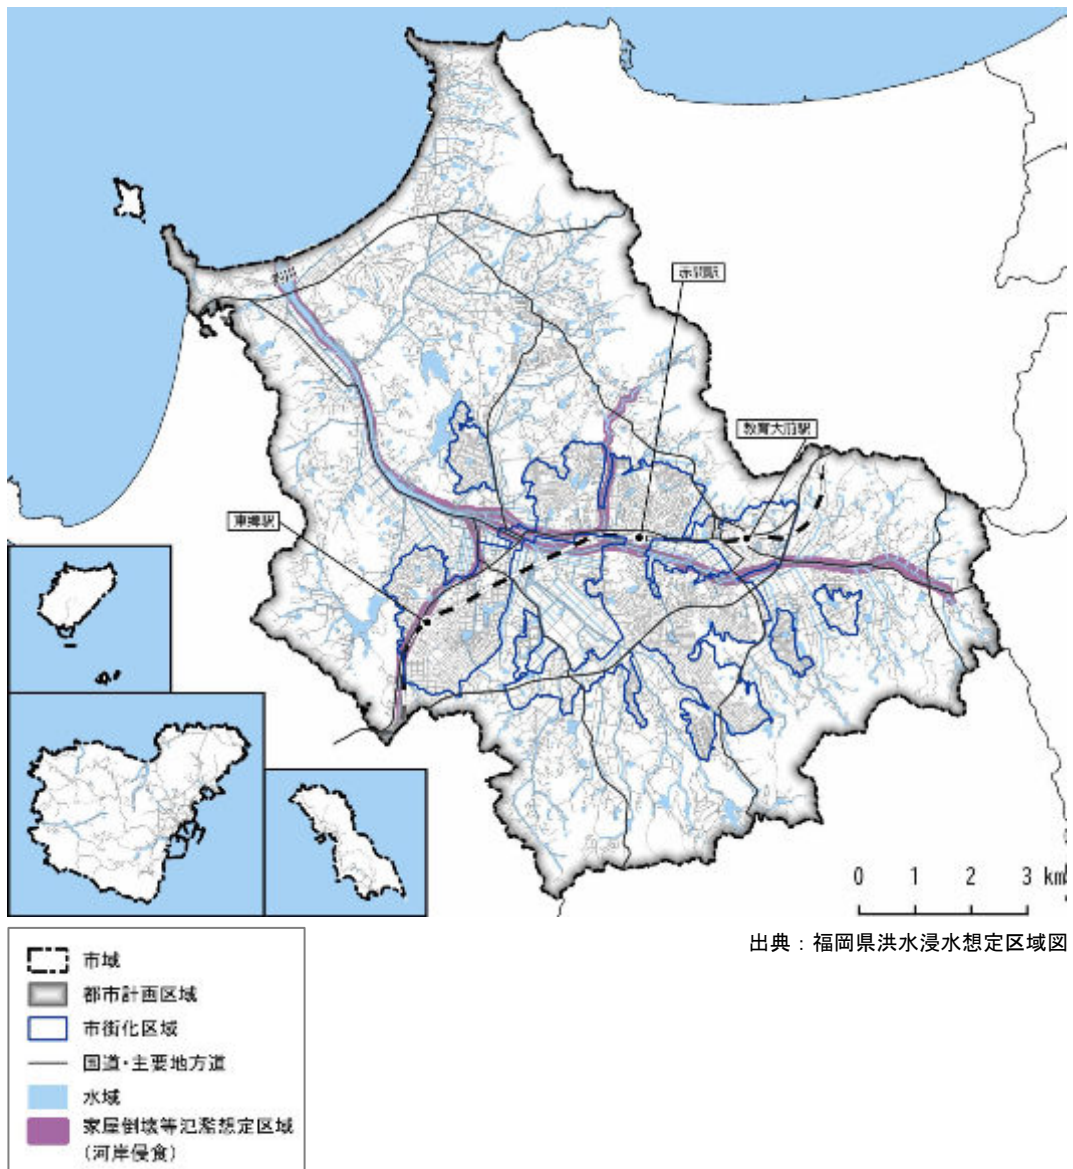 赤間駅
教育大前駅
東郷駅
0 1 2 3 km
出典：福岡県洪水浸水想定区域図
市域
都市計画区域
市街化区域
国道・主要地方道
水域
家屋倒壊等氾濫想定区域
(河岸侵食)